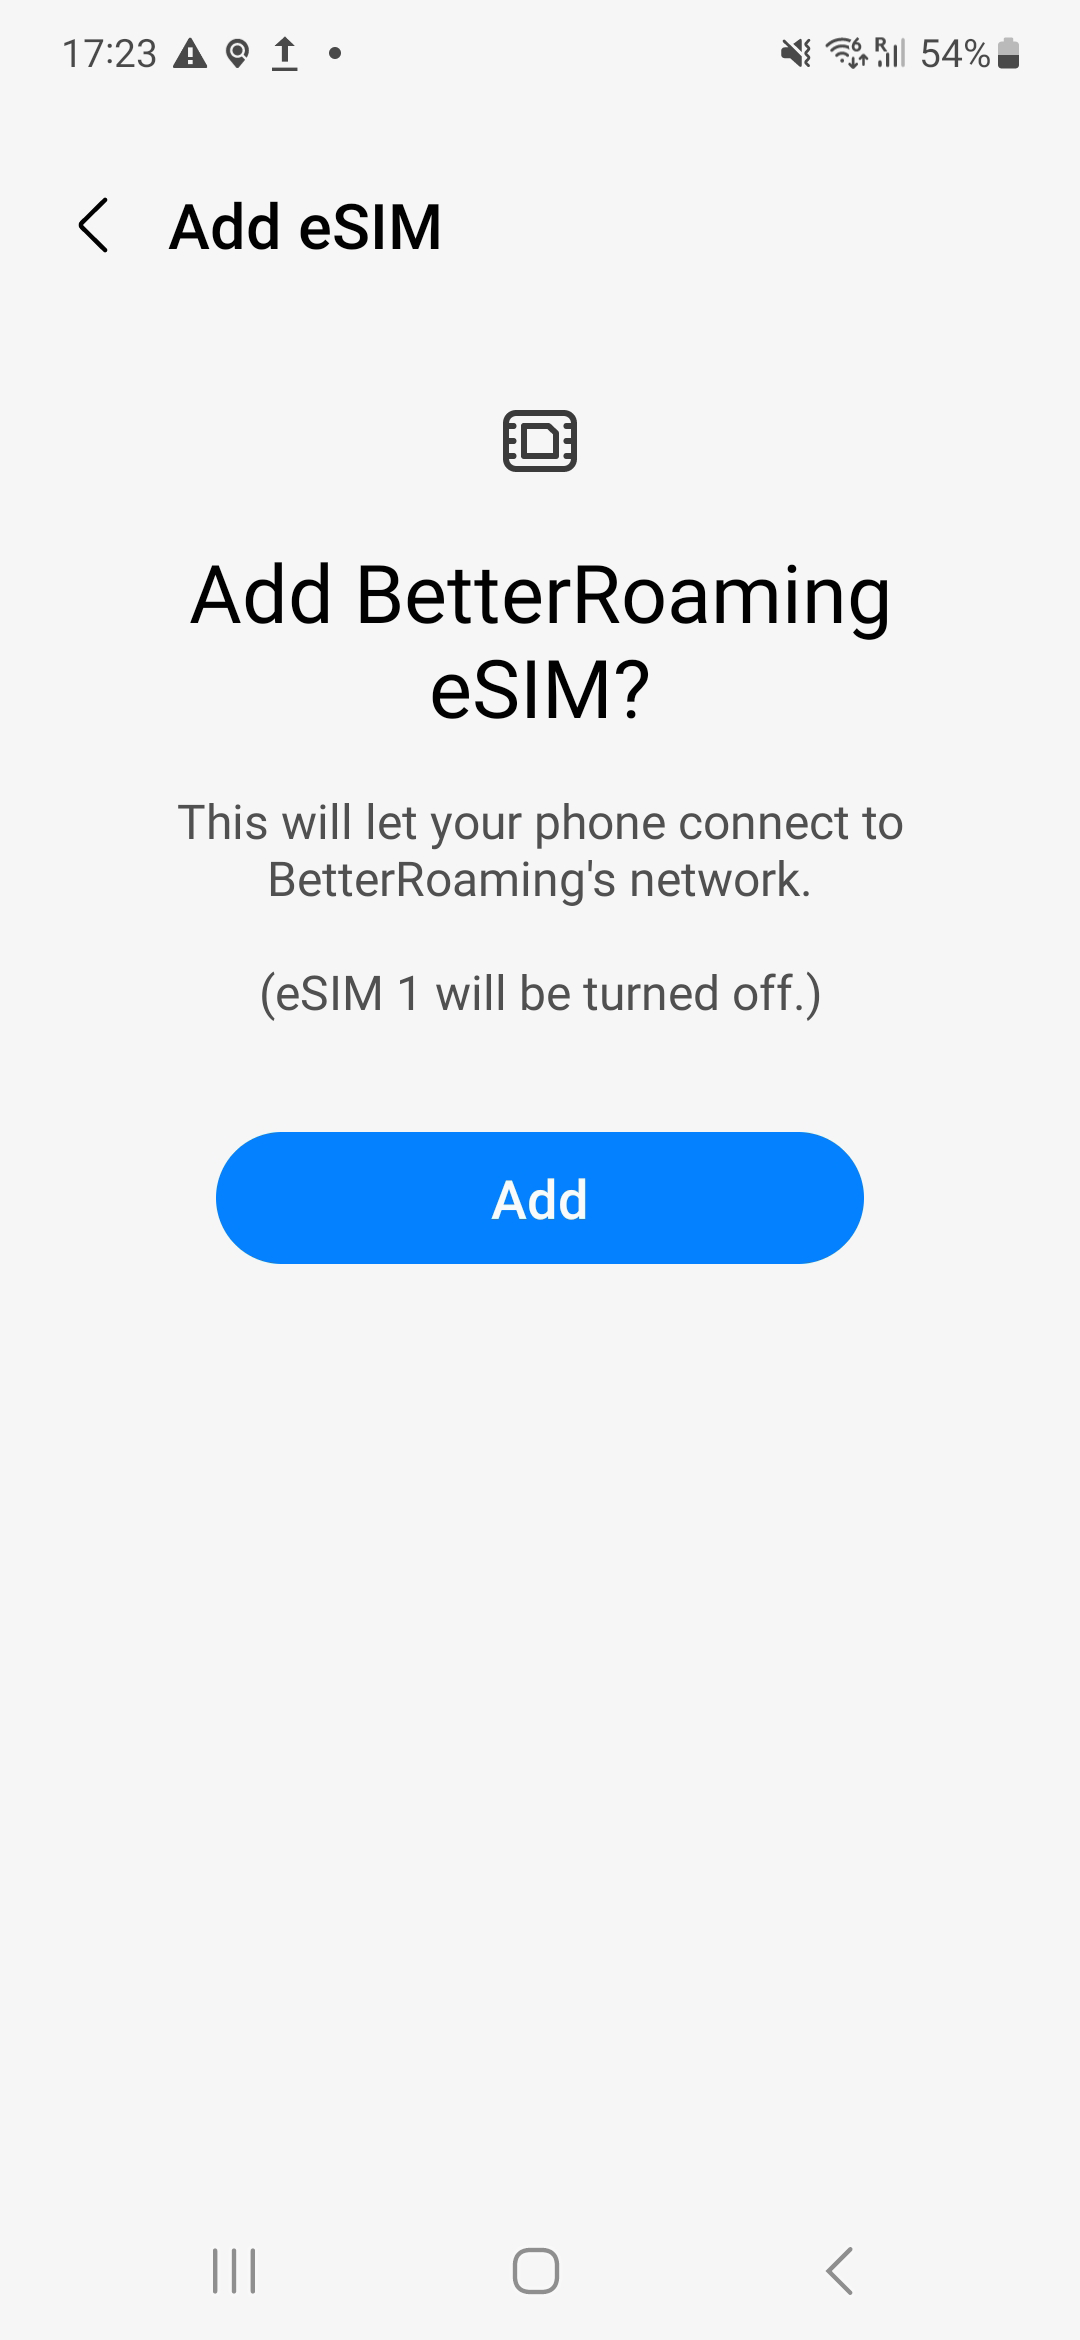 17:23
6 R 54%
Add eSIM
Add BetterRoaming
eSIM?
This will let your phone connect to
BetterRoaming's network.
(eSIM 1 will be turned off.)
Add